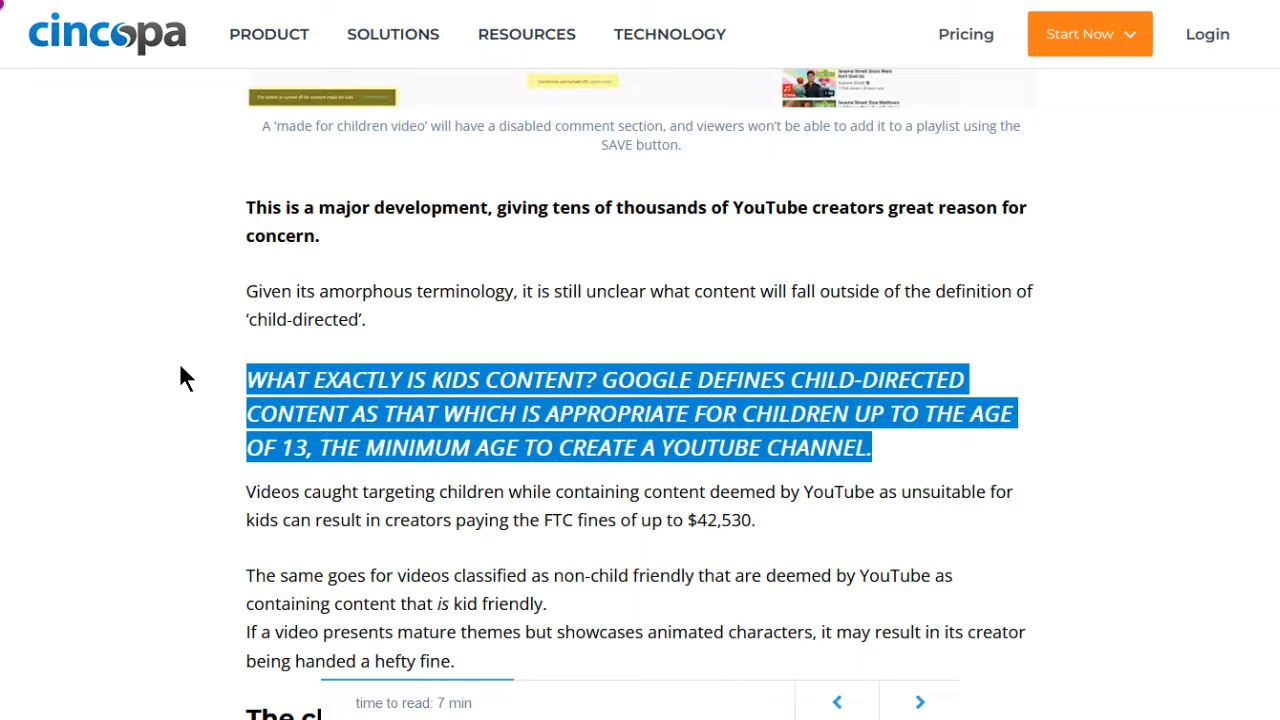 cincopa PRODUCT SOLUTIONS RESOURCES TECHNOLOGY Pricing Start Now Login
A ‘made for children video’ will have a disabled comment section, and viewers won’t be able to add it to a playlist using the
SAVE button.
This is a major development, giving tens of thousands of YouTube creators great reason for
concern.
Given its amorphous terminology, it is still unclear what content will fall outside of the definition of
‘child-directed’.
WHAT EXACTLY IS KIDS CONTENT? GOOGLE DEFINES CHILD-DIRECTED
CONTENT AS THAT WHICH IS APPROPRIATE FOR CHILDREN UP TO THE AGE
OF 13, THE MINIMUM AGE TO CREATE A YOUTUBE CHANNEL.
Videos caught targeting children while containing content deemed by YouTube as unsuitable for
kids can result in creators paying the FTC fines of up to $42,530.
The same goes for videos classified as non-child friendly that are deemed by YouTube as
containing content that is kid friendly.
If a video presents mature themes but showcases animated characters, it may result in its creator
being handed a hefty fine.
time to read: 7 min
The